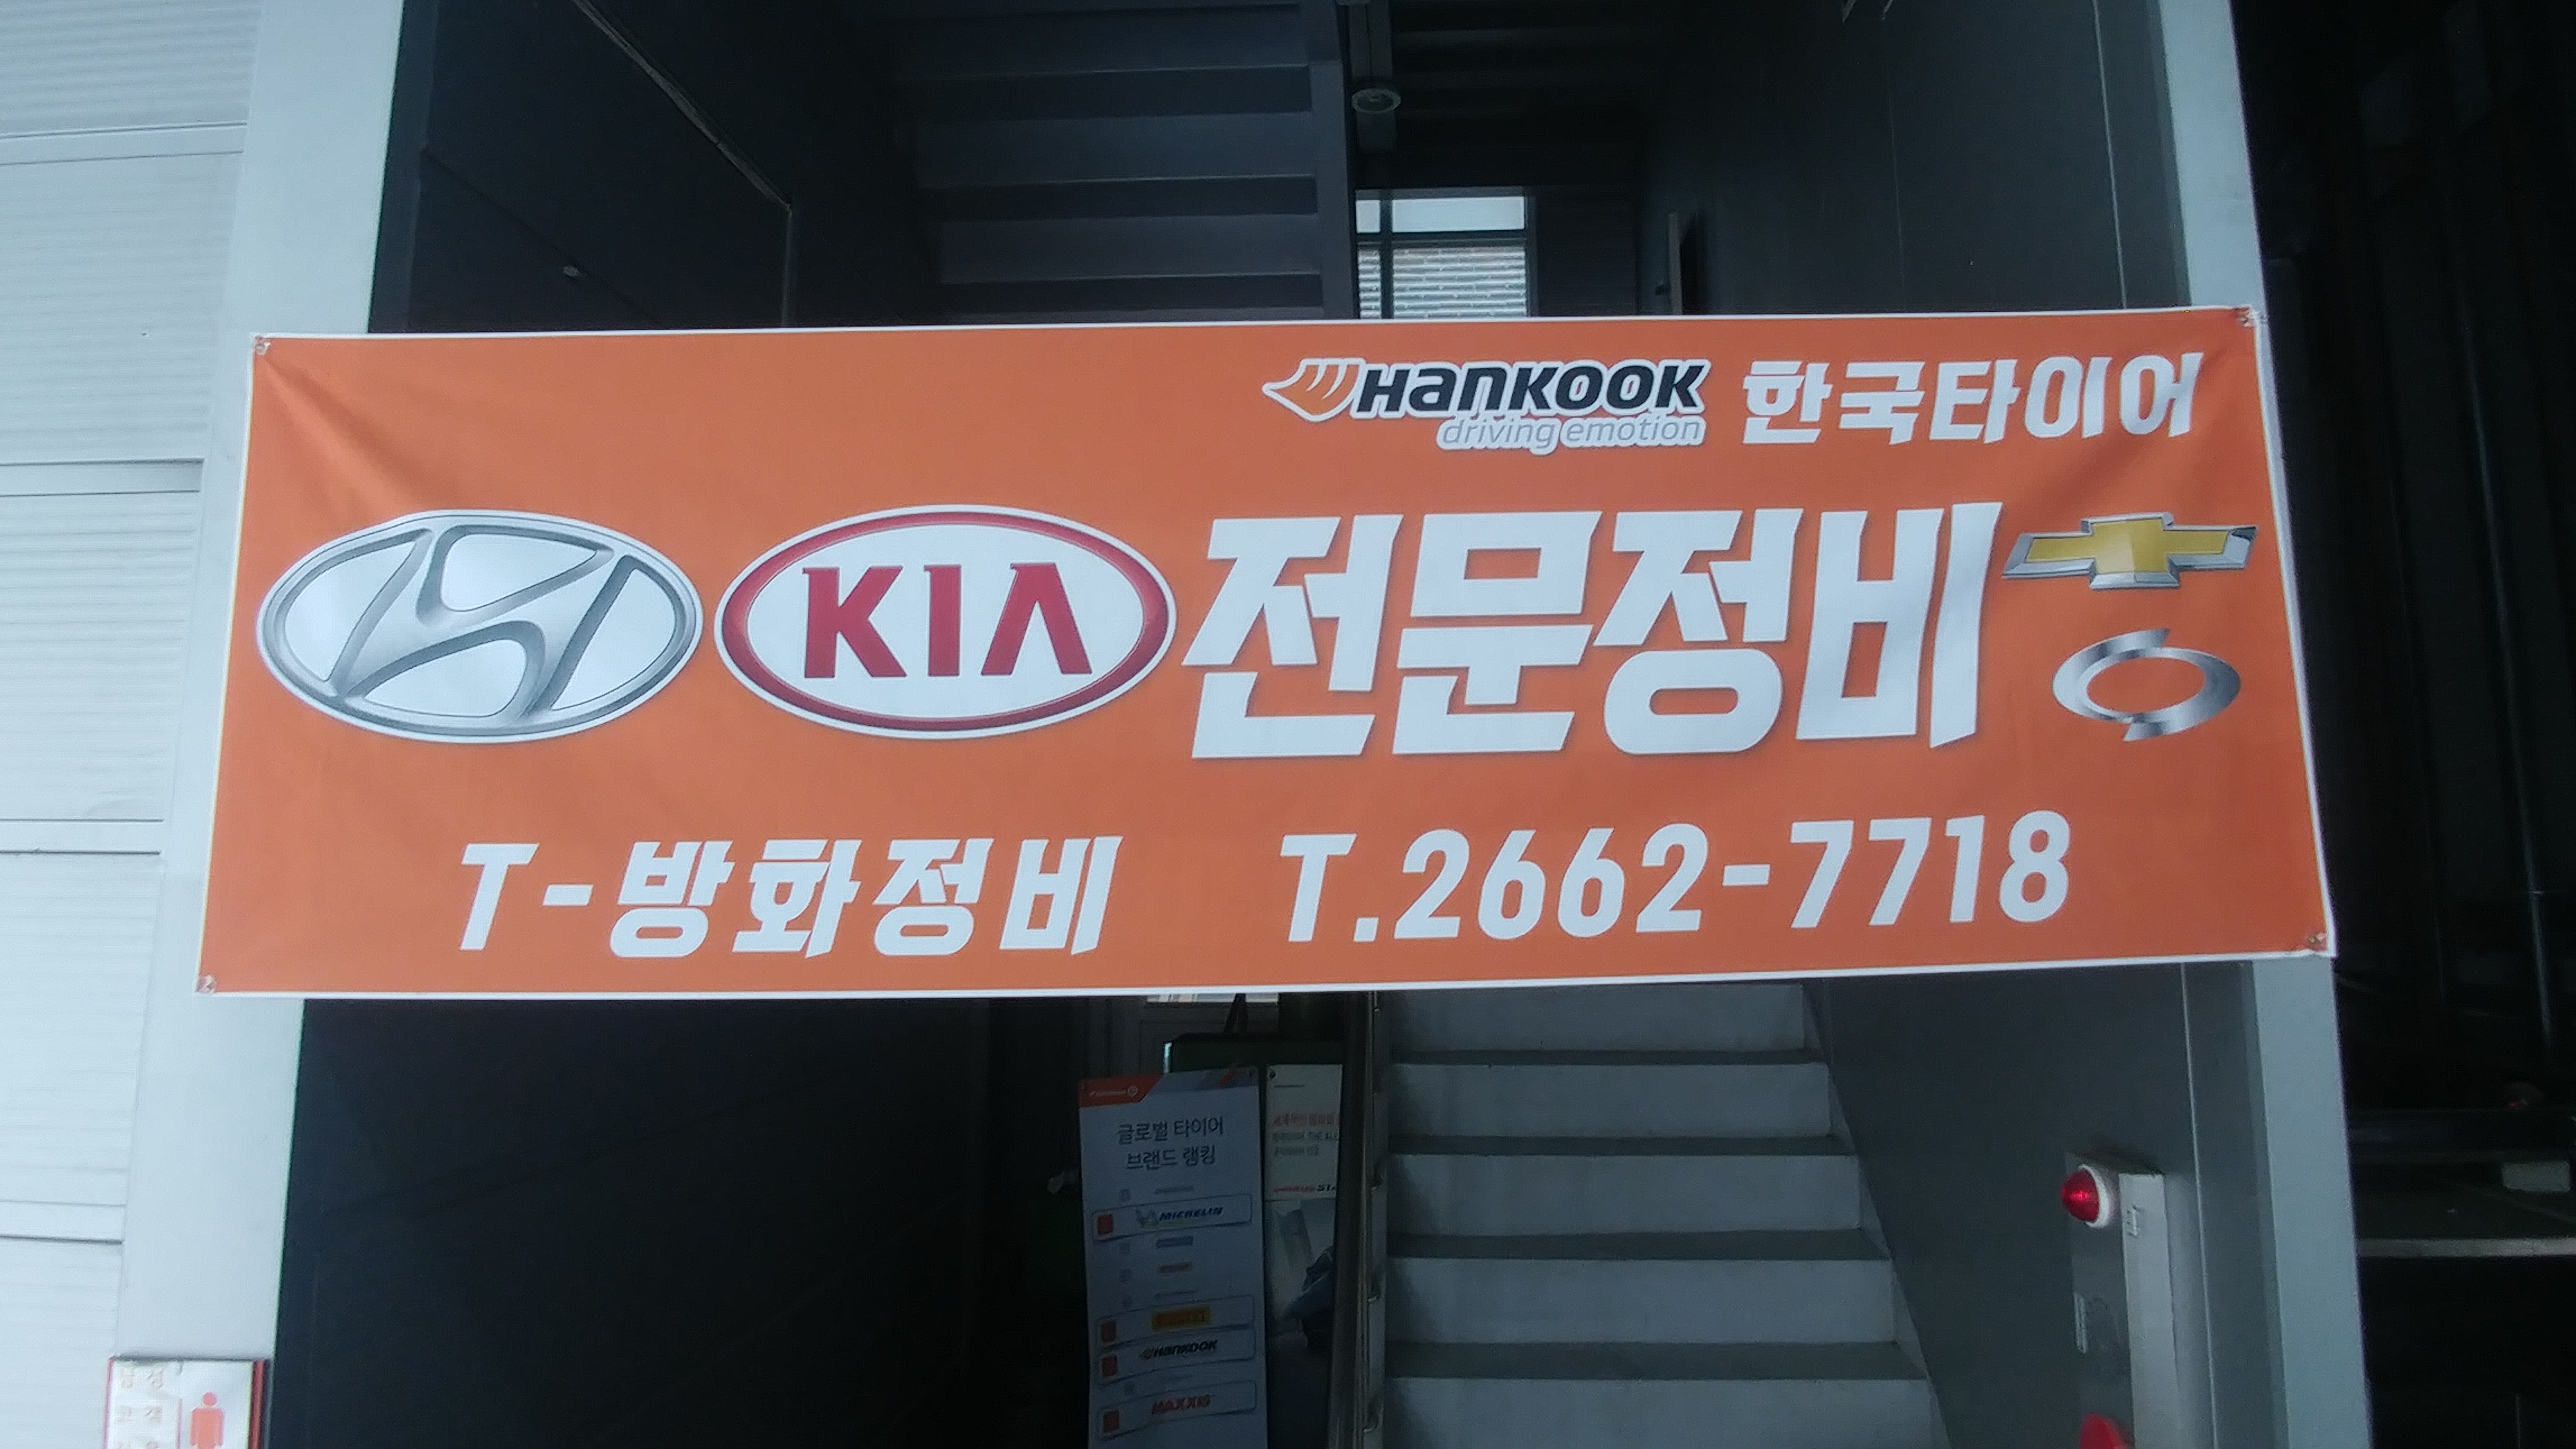 Hankook 한국타이어
driving emotion
KIA 전문정비
T-방화정비 T.2662-7718
글로벌 타이어
브랜드 랭킹
MICHELIN
Hankook
MAXXIS